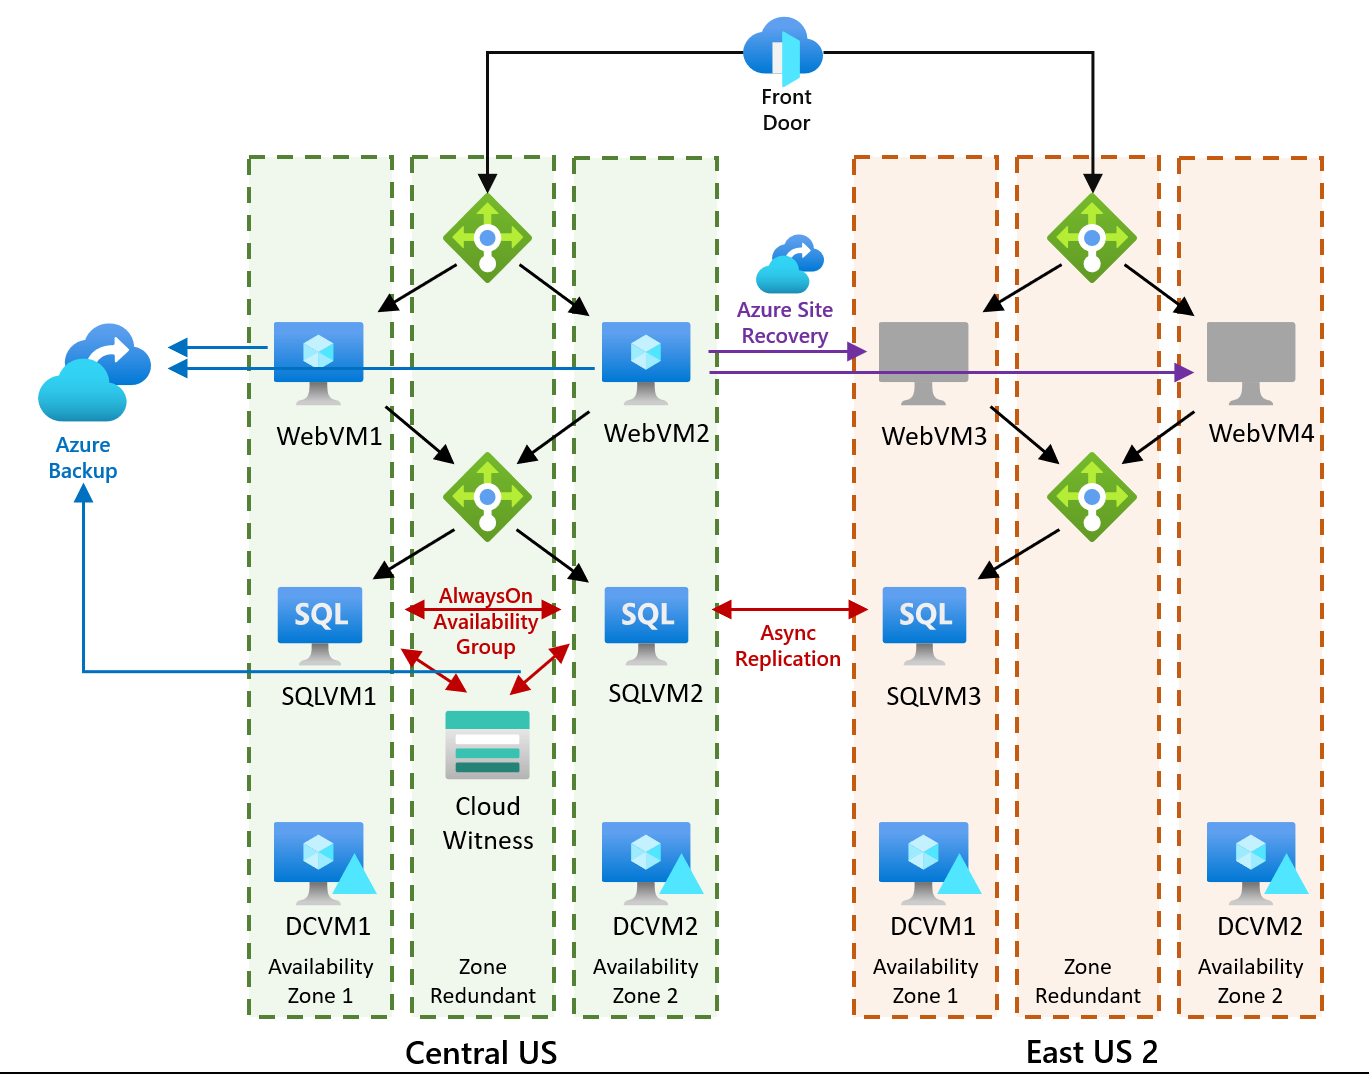 Front
Door
Azure Site
Recovery
Azure
Backup
WebVM1
WebVM2
WebVM3
WebVM4
SQL
SQL
SQL
AlwaysOn
Availability
Group
Async
Replication
SQLVM1
SQLVM2
SQLVM3
Cloud
Witness
DCVM1
DCVM2
DCVM1
DCVM2
Availability
Zone 1
Zone
Redundant
Availability
Zone 2
Availability
Zone 1
Zone
Redundant
Availability
Zone 2
Central US
East US 2